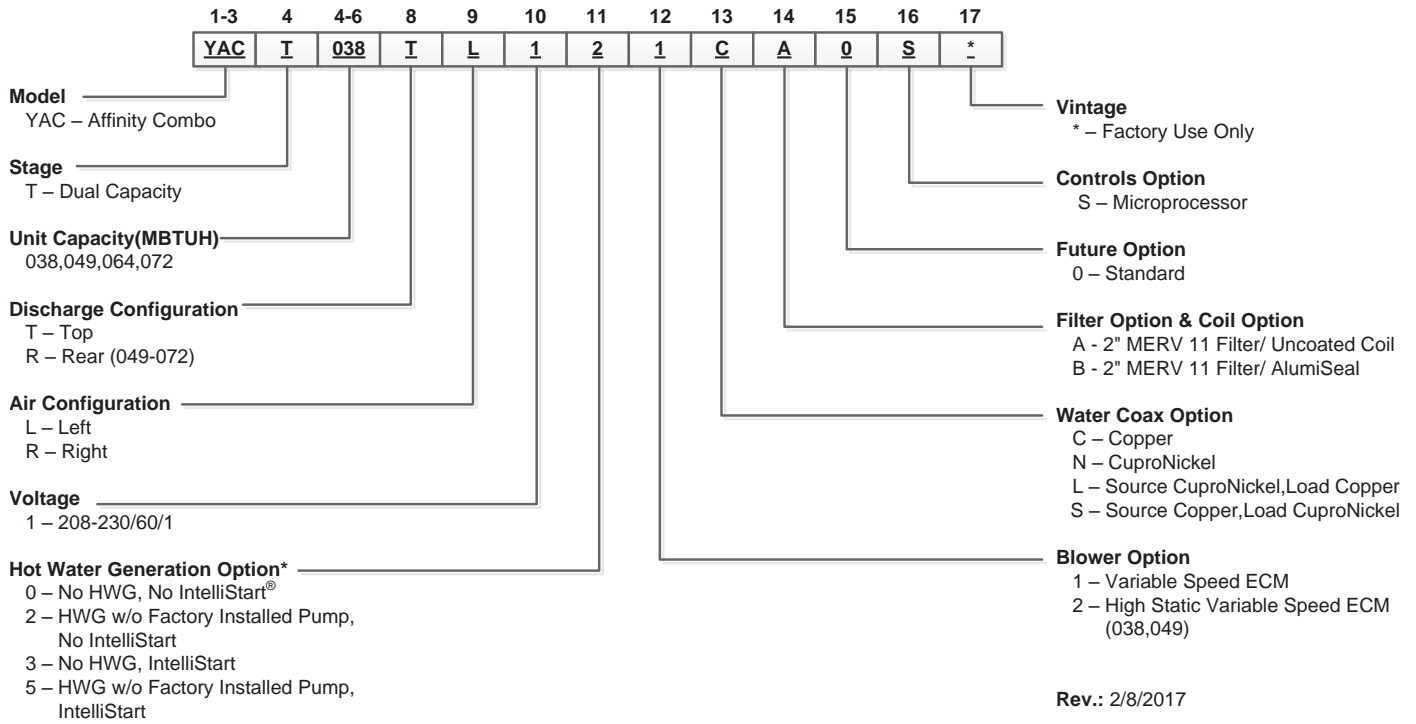 1-3 4 4-6 8 9 10 11 12 13 14 15 16 17
YAC T 038 T L 1 2 1 C A 0 S *
Model
YAC – Affinity Combo
Stage
T – Dual Capacity
Unit Capacity(MBTUH)
038,049,064,072
Discharge Configuration
T – Top
R – Rear (049-072)
Air Configuration
L – Left
R – Right
Voltage
1 – 208-230/60/1
Hot Water Generation Option*
0 – No HWG, No IntelliStart®
2 – HWG w/o Factory Installed Pump,
No IntelliStart
3 – No HWG, IntelliStart
5 – HWG w/o Factory Installed Pump,
IntelliStart
Vintage
* – Factory Use Only
Controls Option
S – Microprocessor
Future Option
0 – Standard
Filter Option & Coil Option
A - 2" MERV 11 Filter/ Uncoated Coil
B - 2" MERV 11 Filter/ AlumiSeal
Water Coax Option
C – Copper
N – CuproNickel
L – Source CuproNickel,Load Copper
S – Source Copper,Load CuproNickel
Blower Option
1 – Variable Speed ECM
2 – High Static Variable Speed ECM
(038,049)
Rev.: 2/8/2017